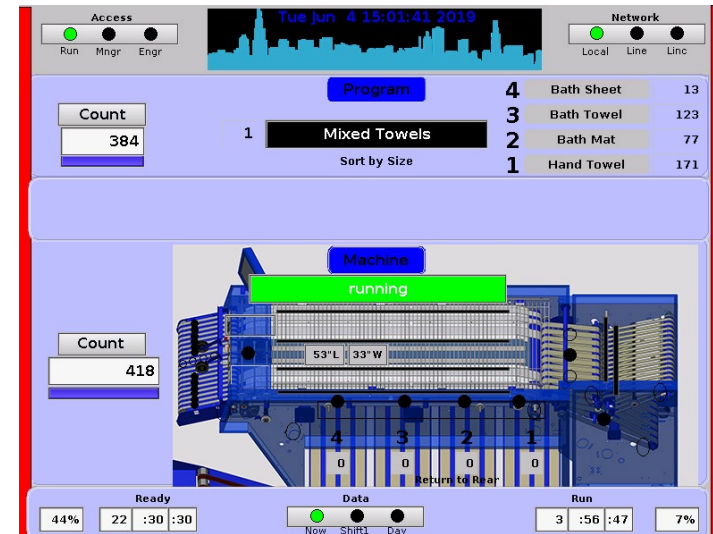 Access
Run Mngr Engr
Tue Jun 4 15:01:41 2019
Network
Local Line Linc
Count
384
Program
1 Mixed Towels
Sort by Size
4 Bath Sheet 13
3 Bath Towel 123
2 Bath Mat 77
1 Hand Towel 171
Machine
running
Count
418
53"L 33"W
4 3 2 1
0 0 0 0
Return to Rear
Ready
44% 22 :30 :30
Data
Now Shift1 Day
Run
3 :56 :47 7%